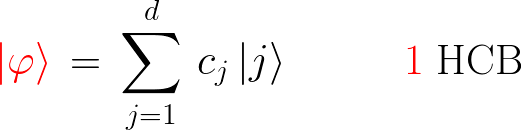 |φ⟩ = ∑_{j=1}^{d} c_j |j⟩ 1 HCB